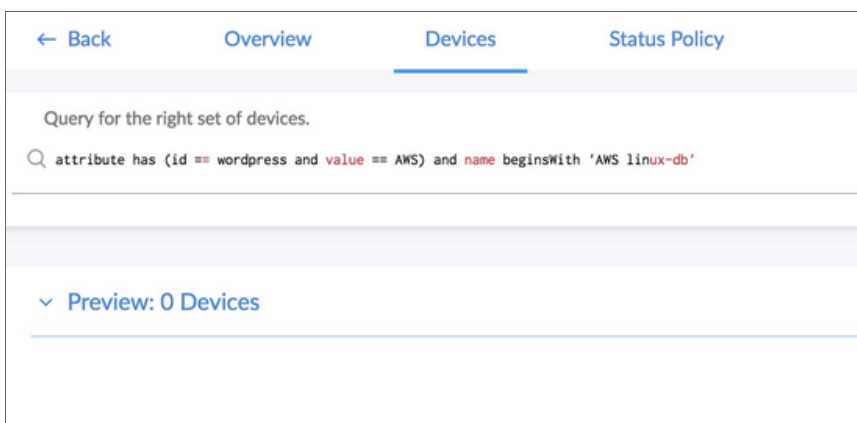 ← Back Overview Devices Status Policy
Query for the right set of devices.
attribute has (id == wordpress and value == AWS) and name beginsWith 'AWS linux-db'
Preview: 0 Devices